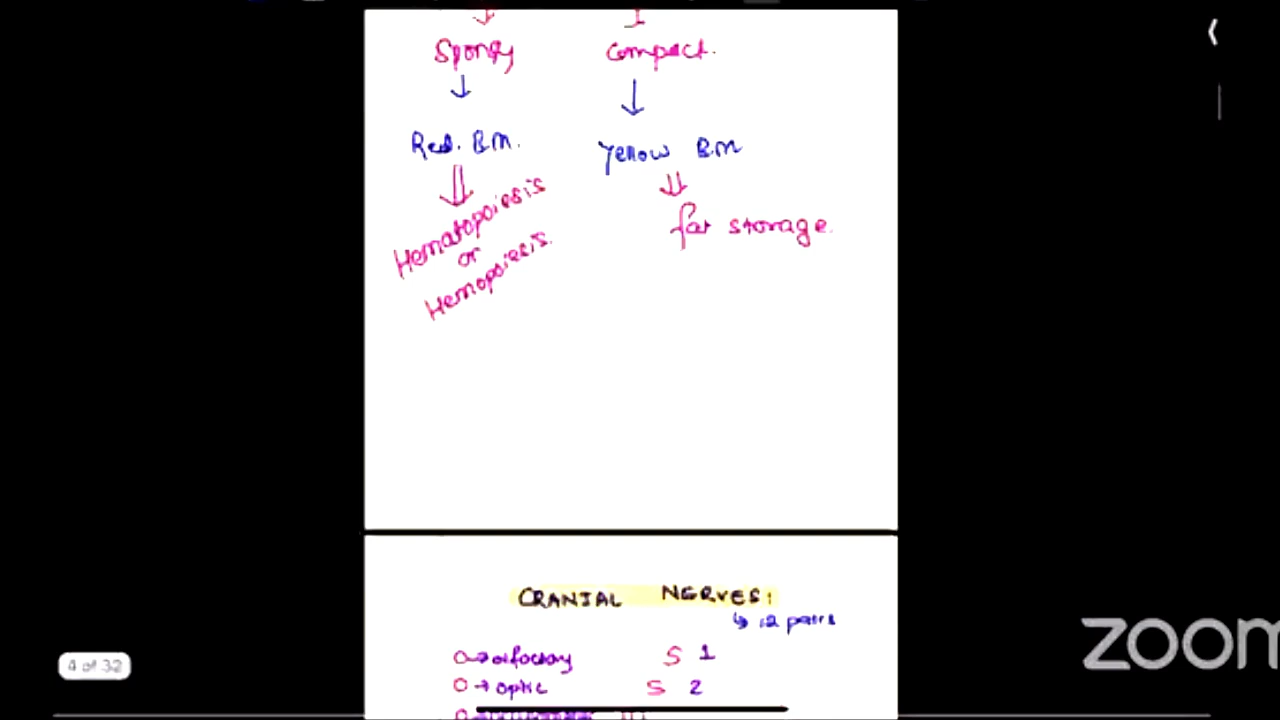 Spongy Compact.
Red. B.M. Yellow B.M
Hematopoiesis
or
Hemopoiesis.
fat storage.
CRANIAL NERVES:
↳ 12 pairs
O→ olfactory S 1
O → optic S 2
4 of 32
zoom